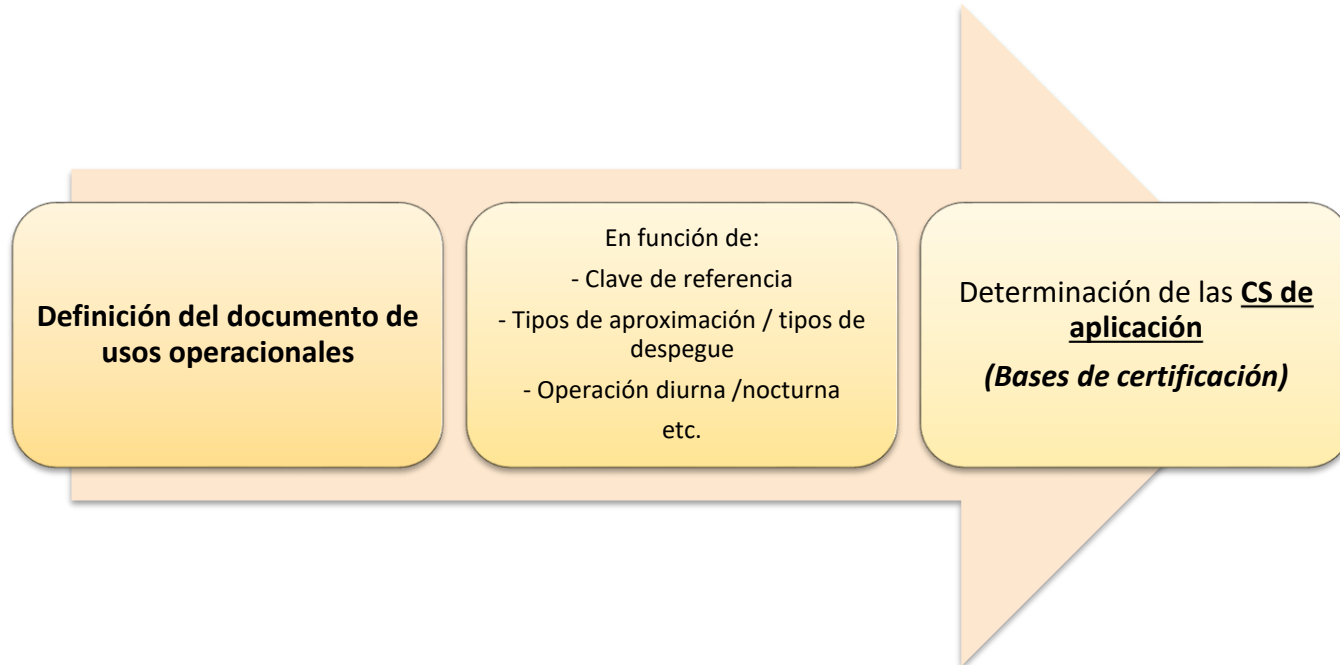 Definición del documento de
usos operacionales
En función de:
- Clave de referencia
- Tipos de aproximación / tipos de
despegue
- Operación diurna /nocturna
etc.
Determinación de las CS de
aplicación
(Bases de certificación)